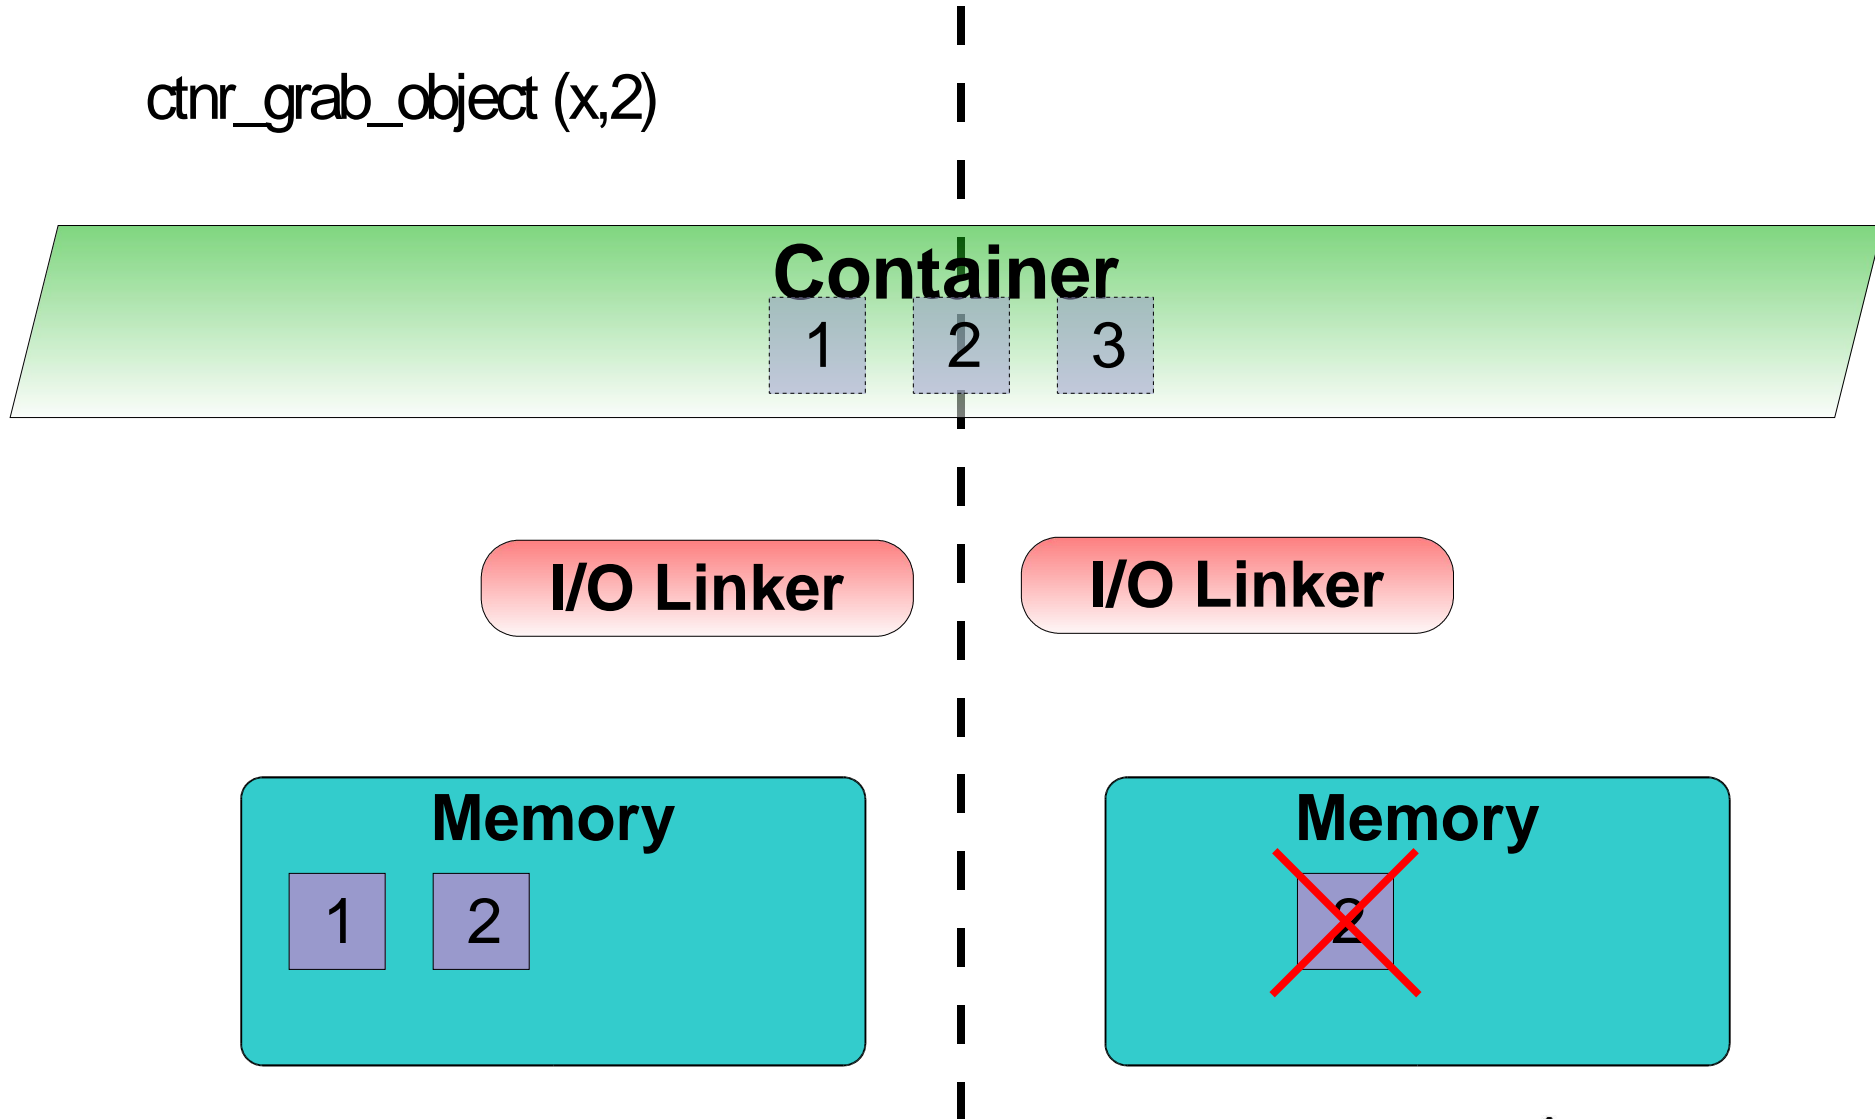 ctnr_grab_object (x,2)
Container
1 2 3
I/O Linker I/O Linker
Memory Memory
1 2 2